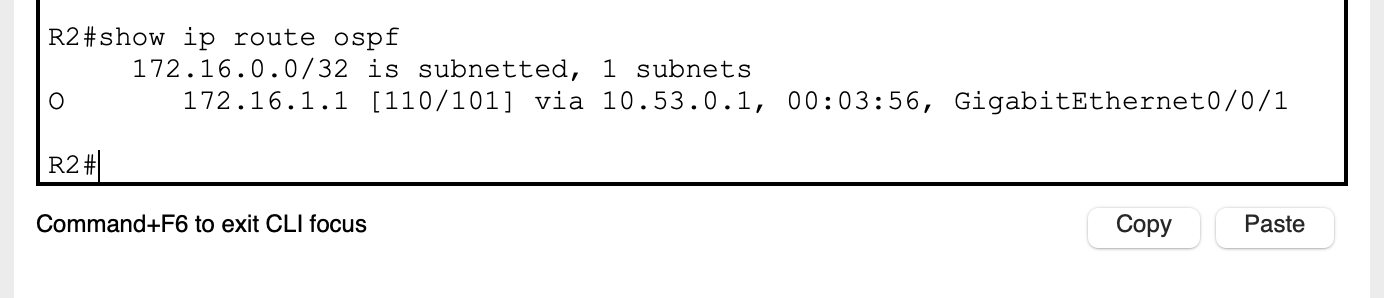 R2#show ip route ospf
172.16.0.0/32 is subnetted, 1 subnets
O 172.16.1.1 [110/101] via 10.53.0.1, 00:03:56, GigabitEthernet0/0/1
R2#
Command+F6 to exit CLI focus
Copy
Paste